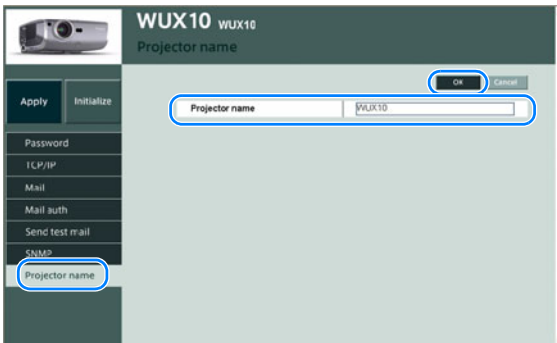 WUX10 WUX10
Projector name
OK Cancel
Apply Initialize
Projector name WUX10
Password
TCP/IP
Mail
Mail auth
Send test mail
SNMP
Projector name